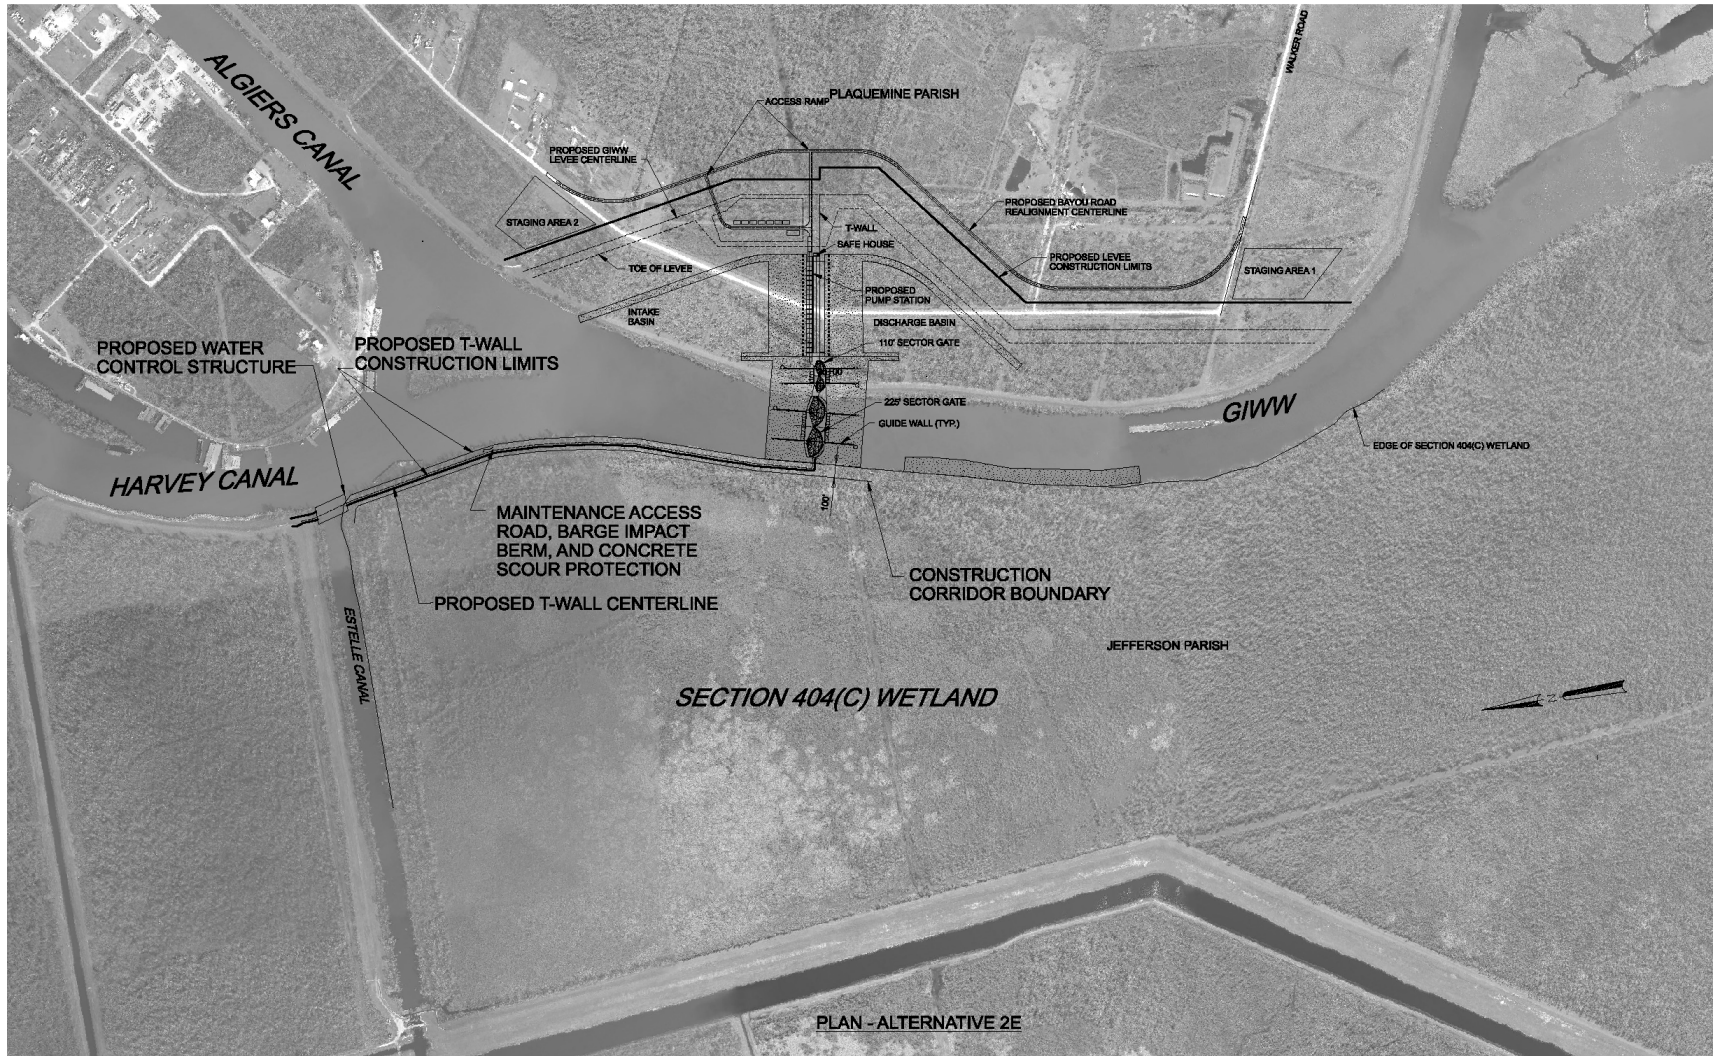 ALGIERS CANAL
WALKER ROAD
ACCESS RAMP
PLAQUEMINE PARISH
PROPOSED GIWW
LEVEE CENTERLINE
STAGING AREA 2
PROPOSED BAYOU ROAD
REALIGNMENT CENTERLINE
T-WALL
SAFE HOUSE
TOE OF LEVEE
PROPOSED LEVEE
CONSTRUCTION LIMITS
STAGING AREA 1
PROPOSED
PUMP STATION
INTAKE
BASIN
DISCHARGE BASIN
110' SECTOR GATE
PROPOSED WATER
CONTROL STRUCTURE
PROPOSED T-WALL
CONSTRUCTION LIMITS
225' SECTOR GATE
GUIDE WALL (TYP.)
GIWW
EDGE OF SECTION 404(C) WETLAND
HARVEY CANAL
100'
MAINTENANCE ACCESS
ROAD, BARGE IMPACT
BERM, AND CONCRETE
SCOUR PROTECTION
PROPOSED T-WALL CENTERLINE
CONSTRUCTION
CORRIDOR BOUNDARY
ESTELLE CANAL
JEFFERSON PARISH
SECTION 404(C) WETLAND
N
PLAN - ALTERNATIVE 2E